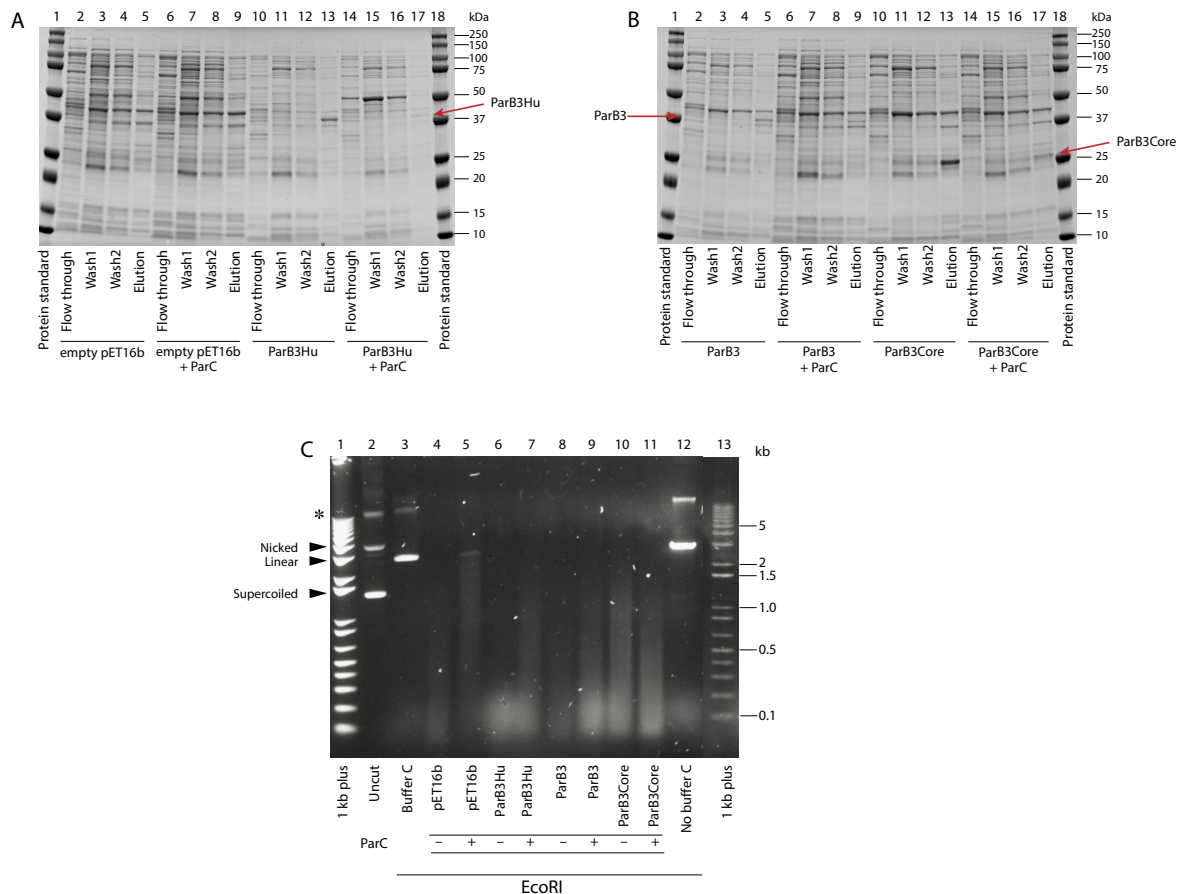 A
1 2 3 4 5 6 7 8 9 10 11 12 13 14 15 16 17 18 kDa
250
150
100
75
50
37
25
20
15
10
ParB3Hu
Protein standard
Flow through
Wash1
Wash2
Elution
Flow through
Wash1
Wash2
Elution
Flow through
Wash1
Wash2
Elution
Flow through
Wash1
Wash2
Elution
Protein standard
empty pET16b
empty pET16b
+ ParC
ParB3Hu
ParB3Hu
+ ParC
B
1 2 3 4 5 6 7 8 9 10 11 12 13 14 15 16 17 18 kDa
250
150
100
75
50
37
25
20
15
10
ParB3
ParB3Core
Protein standard
Flow through
Wash1
Wash2
Elution
Flow through
Wash1
Wash2
Elution
Flow through
Wash1
Wash2
Elution
Flow through
Wash1
Wash2
Elution
Protein standard
ParB3
ParB3
+ ParC
ParB3Core
ParB3Core
+ ParC
C
1 2 3 4 5 6 7 8 9 10 11 12 13 kb
*
Nicked
Linear
Supercoiled
5
2
1.5
1.0
0.5
0.1
1 kb plus
Uncut
Buffer C
pET16b
pET16b
ParB3Hu
ParB3Hu
ParB3
ParB3
ParB3Core
ParB3Core
No buffer C
1 kb plus
ParC – + – + – + – +
EcoRI